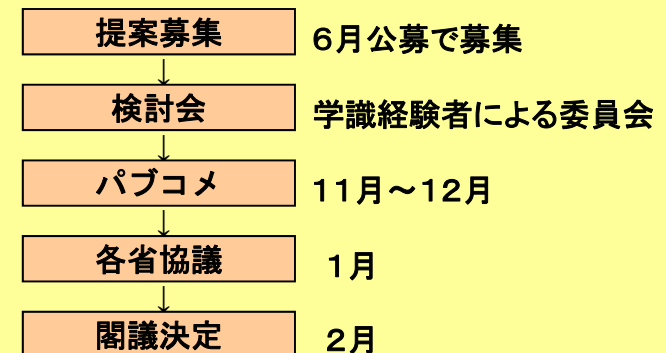 提案募集 6月公募で募集
検討会 学識経験者による委員会
パブコメ 11月～12月
各省協議 1月
閣議決定 2月